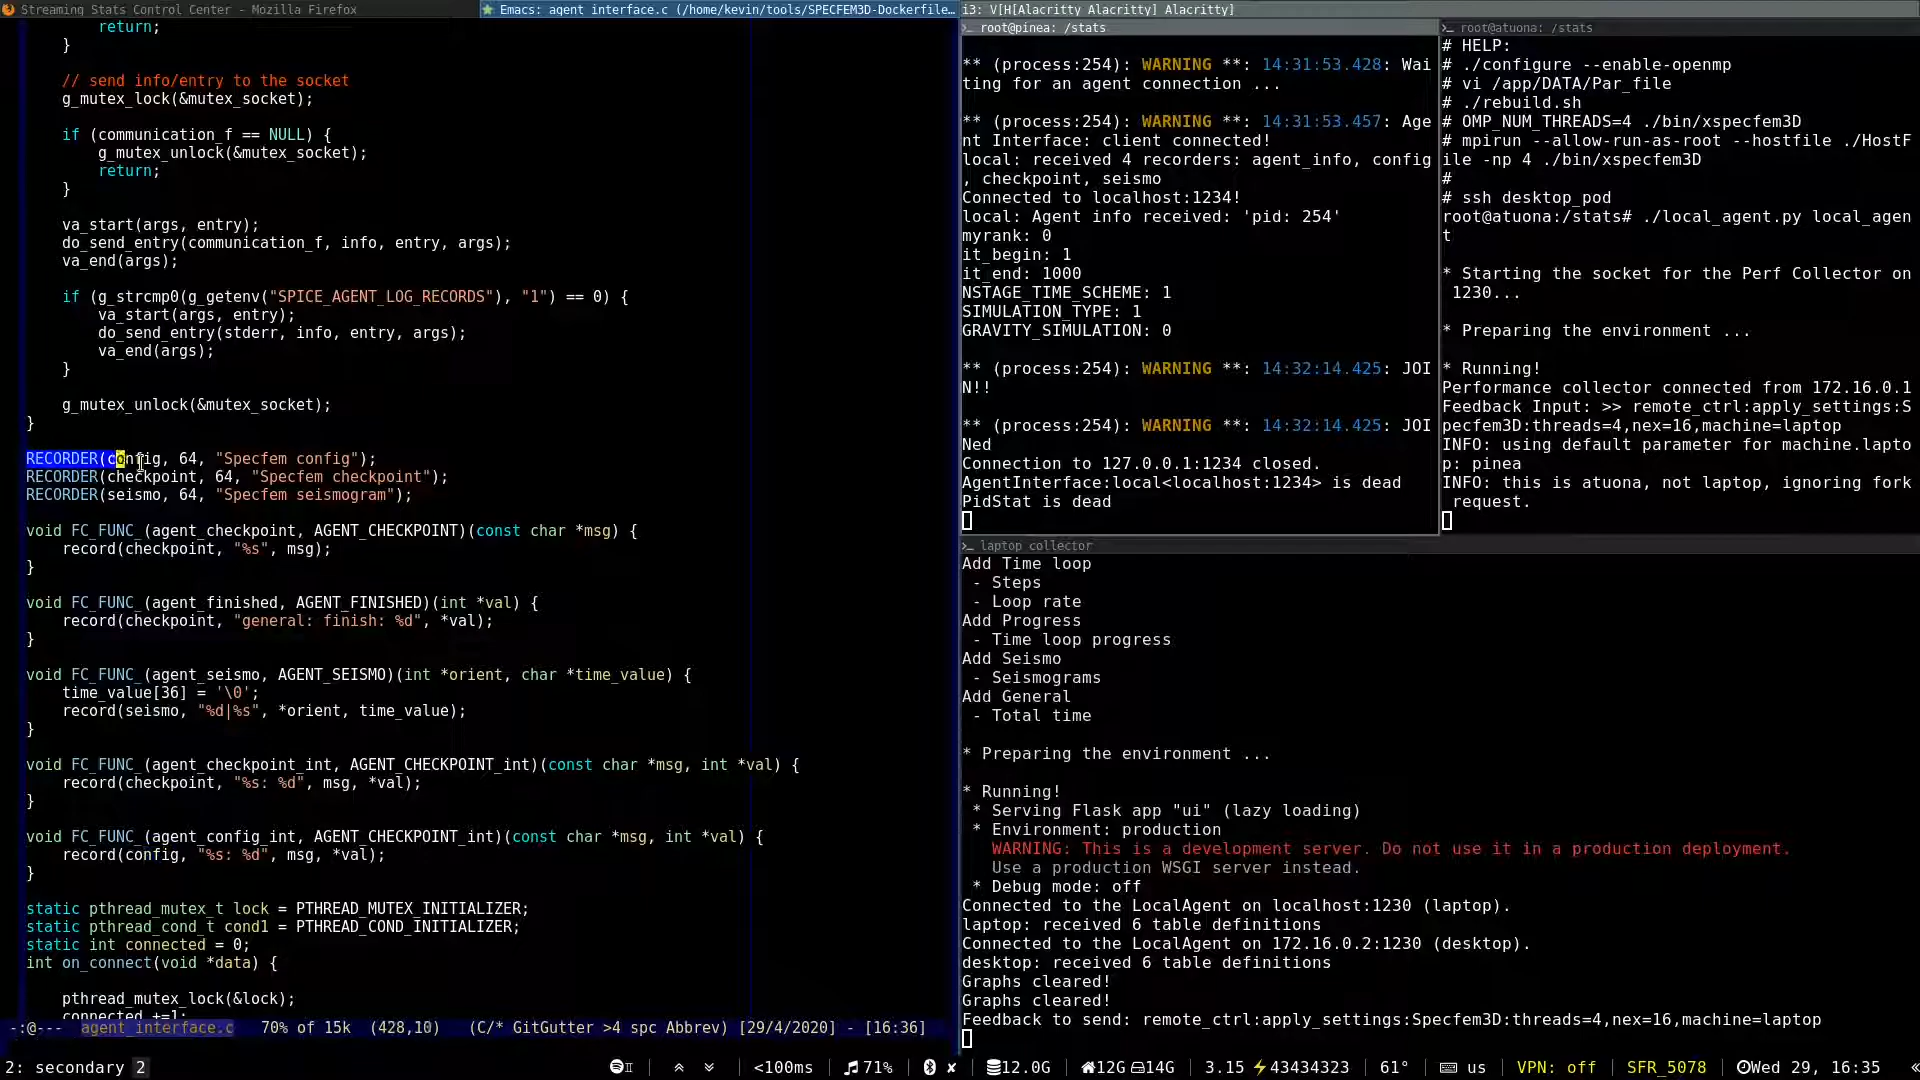 Streaming Stats Control Center - Mozilla Firefox
Emacs: agent interface.c (/home/kevin/tools/SPECFEM3D-Dockerfile…
i3: V[H[Alacritty Alacritty] Alacritty]
return;
}
// send info/entry to the socket
g_mutex_lock(&mutex_socket);
if (communication_f == NULL) {
g_mutex_unlock(&mutex_socket);
return;
}
va_start(args, entry);
do_send_entry(communication_f, info, entry, args);
va_end(args);
if (g_strcmp0(g_getenv("SPICE_AGENT_LOG_RECORDS"), "1") == 0) {
va_start(args, entry);
do_send_entry(stderr, info, entry, args);
va_end(args);
}
g_mutex_unlock(&mutex_socket);
}
RECORDER(config, 64, "Specfem config");
RECORDER(checkpoint, 64, "Specfem checkpoint");
RECORDER(seismo, 64, "Specfem seismogram");
void FC_FUNC_(agent_checkpoint, AGENT_CHECKPOINT)(const char *msg) {
record(checkpoint, "%s", msg);
}
void FC_FUNC_(agent_finished, AGENT_FINISHED)(int *val) {
record(checkpoint, "general: finish: %d", *val);
}
void FC_FUNC_(agent_seismo, AGENT_SEISMO)(int *orient, char *time_value) {
time_value[36] = '\0';
record(seismo, "%d|%s", *orient, time_value);
}
void FC_FUNC_(agent_checkpoint_int, AGENT_CHECKPOINT_int)(const char *msg, int *val) {
record(checkpoint, "%s: %d", msg, *val);
}
void FC_FUNC_(agent_config_int, AGENT_CHECKPOINT_int)(const char *msg, int *val) {
record(config, "%s: %d", msg, *val);
}
static pthread_mutex_t lock = PTHREAD_MUTEX_INITIALIZER;
static pthread_cond_t cond1 = PTHREAD_COND_INITIALIZER;
static int connected = 0;
int on_connect(void *data) {
pthread_mutex_lock(&lock);
connected +=1;
-:@--- agent interface.c 70% of 15k (428,10) (C/* GitGutter >4 spc Abbrev) [29/4/2020] - [16:36]
root@pinea: /stats
** (process:254): WARNING **: 14:31:53.428: Wai
ting for an agent connection ...
** (process:254): WARNING **: 14:31:53.457: Age
nt Interface: client connected!
local: received 4 recorders: agent_info, config
, checkpoint, seismo
Connected to localhost:1234!
local: Agent info received: 'pid: 254'
myrank: 0
it_begin: 1
it_end: 1000
NSTAGE_TIME_SCHEME: 1
SIMULATION_TYPE: 1
GRAVITY_SIMULATION: 0
** (process:254): WARNING **: 14:32:14.425: JOI
N!!
** (process:254): WARNING **: 14:32:14.425: JOI
Ned
Connection to 127.0.0.1:1234 closed.
AgentInterface:local<localhost:1234> is dead
PidStat is dead
root@atuona: /stats
# HELP:
# ./configure --enable-openmp
# vi /app/DATA/Par_file
# ./rebuild.sh
# OMP_NUM_THREADS=4 ./bin/xspecfem3D
# mpirun --allow-run-as-root --hostfile ./HostF
ile -np 4 ./bin/xspecfem3D
#
# ssh desktop_pod
root@atuona:/stats# ./local_agent.py local_agen
t
* Starting the socket for the Perf Collector on
1230...
* Preparing the environment ...
* Running!
Performance collector connected from 172.16.0.1
Feedback Input: >> remote_ctrl:apply_settings:S
pecfem3D:threads=4,nex=16,machine=laptop
INFO: using default parameter for machine.lapto
p: pinea
INFO: this is atuona, not laptop, ignoring fork
request.
laptop collector
Add Time loop
- Steps
- Loop rate
Add Progress
- Time loop progress
Add Seismo
- Seismograms
Add General
- Total time
* Preparing the environment ...
* Running!
* Serving Flask app "ui" (lazy loading)
* Environment: production
WARNING: This is a development server. Do not use it in a production deployment.
Use a production WSGI server instead.
* Debug mode: off
Connected to the LocalAgent on localhost:1230 (laptop).
laptop: received 6 table definitions
Connected to the LocalAgent on 172.16.0.2:1230 (desktop).
desktop: received 6 table definitions
Graphs cleared!
Graphs cleared!
Feedback to send: remote_ctrl:apply_settings:Specfem3D:threads=4,nex=16,machine=laptop
2: secondary 2 <100ms 71% 12.0G 12G 14G 3.15 43434323 61° us VPN: off SFR_5078 Wed 29, 16:35